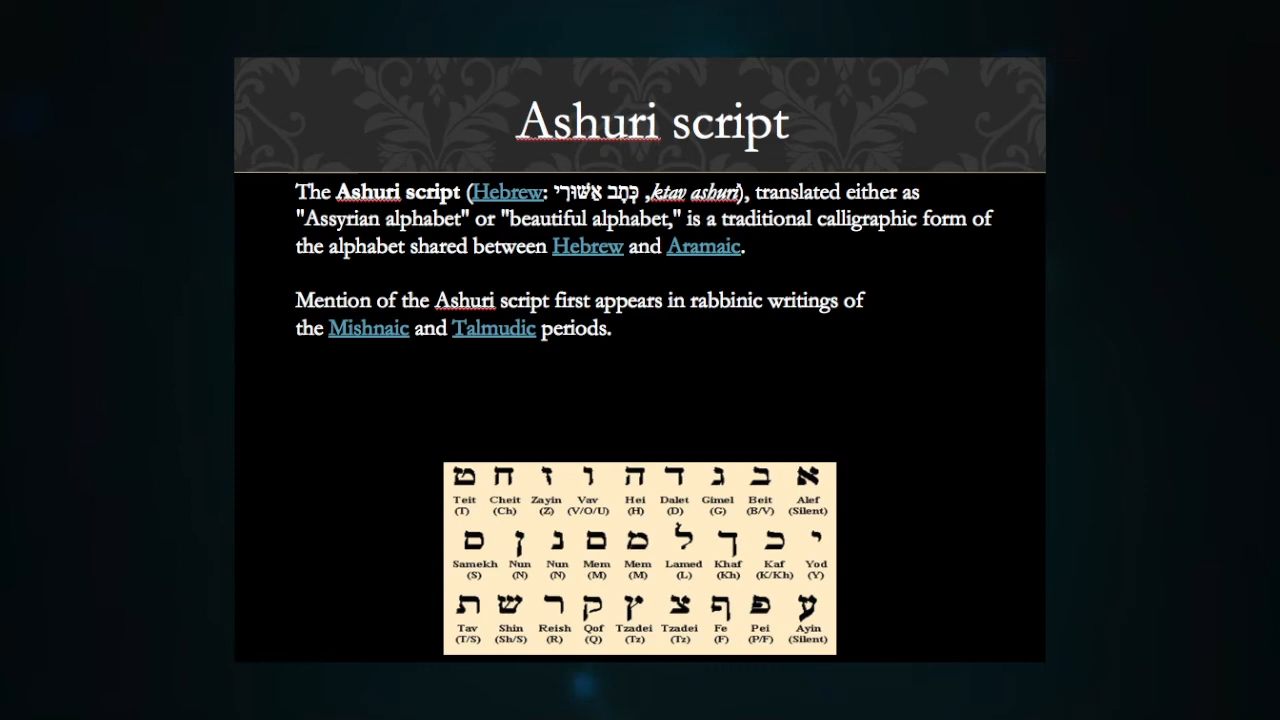 Ashuri script
The Ashuri script (Hebrew: כְּתָב אַשּׁוּרִי, ktav ashuri), translated either as
"Assyrian alphabet" or "beautiful alphabet," is a traditional calligraphic form of
the alphabet shared between Hebrew and Aramaic.
Mention of the Ashuri script first appears in rabbinic writings of
the Mishnaic and Talmudic periods.
א ב ג ד ה ו ז ח ט
Teit Cheit Zayin Vav Hei Dalet Gimel Beit Alef
(T) (Ch) (Z) (V/O/U) (H) (D) (G) (B/V) (Silent)
י כ ך ל מ ם נ ן ס
Samekh Nun Nun Mem Mem Lamed Khaf Kaf Yod
(S) (N) (N) (M) (M) (L) (Kh) (K/Kh) (Y)
ע פ ף צ ץ ק ר ש ת
Tav Shin Reish Qof Tzadei Tzadei Fe Pei Ayin
(T/S) (Sh/S) (R) (Q) (Tz) (Tz) (F) (P/F) (Silent)